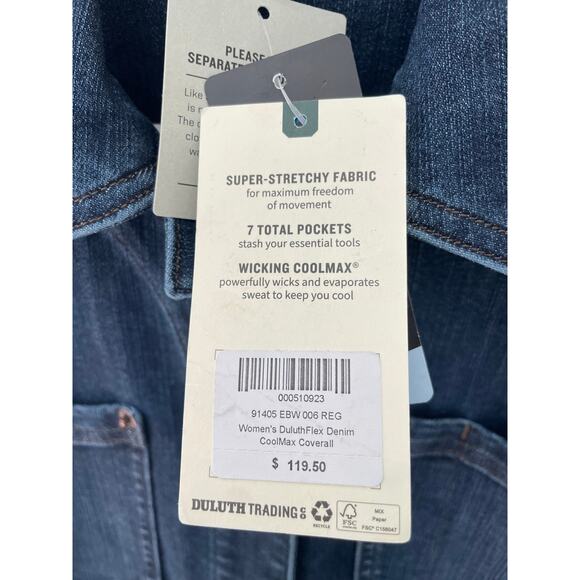 PLEASE
SEPARATE
Like
is
The
SUPER-STRETCHY FABRIC
for maximum freedom
of movement
7 TOTAL POCKETS
stash your essential tools
WICKING COOLMAX®
powerfully wicks and evaporates
sweat to keep you cool
000510923
91405 EBW 006 REG
Women's DuluthFlex Denim
CoolMax Coverall
$ 119.50
DULUTH TRADING CO
RECYCLE
FSC
MIX
Paper
FSC® C158047